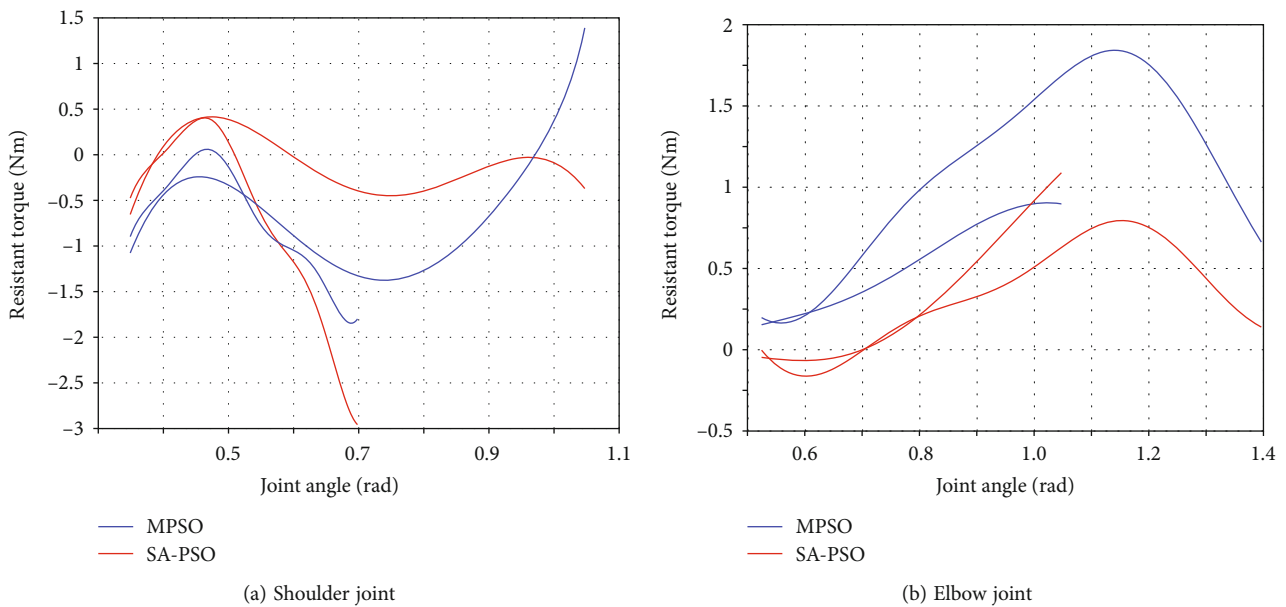 1.5
1
0.5
0
–0.5
–1
–1.5
–2
–2.5
–3
Resistant torque (Nm)
0.5 0.7 0.9 1.1
Joint angle (rad)
MPSO
SA-PSO
(a) Shoulder joint
2
1.5
1
0.5
0
–0.5
Resistant torque (Nm)
0.6 0.8 1.0 1.2 1.4
Joint angle (rad)
MPSO
SA-PSO
(b) Elbow joint